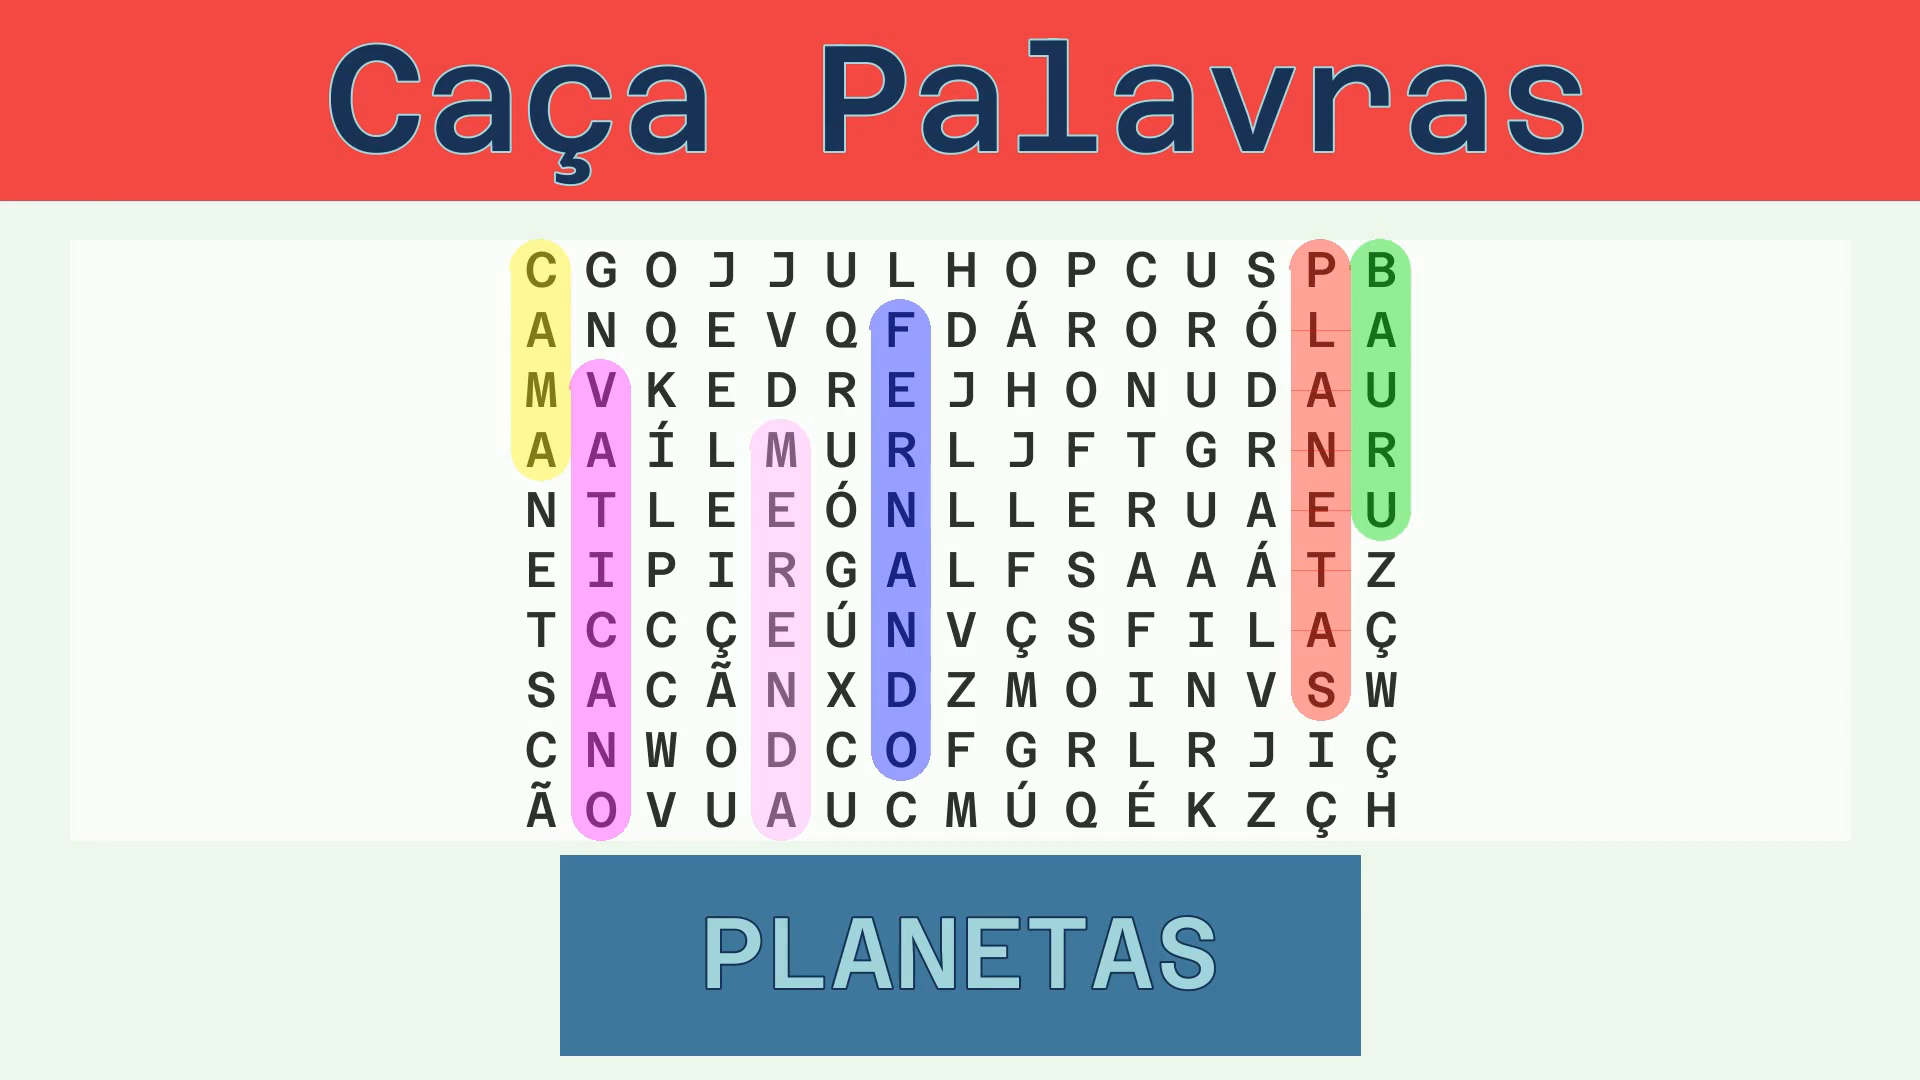 Caça Palavras
C G O J J U L H O P C U S P B
A N Q E V Q F D Á R O R Ó L A
M V K E D R E J H O N U D A U
A A Í L M U R L J F T G R N R
N T L E E Ó N L L E R U A E U
E I P I R G A L F S A A Á T Z
T C C Ç E Ú N V Ç S F I L A Ç
S A C Ã N X D Z M O I N V S W
C N W O D C O F G R L R J I Ç
Ã O V U A U C M Ú Q É K Z Ç H
PLANETAS